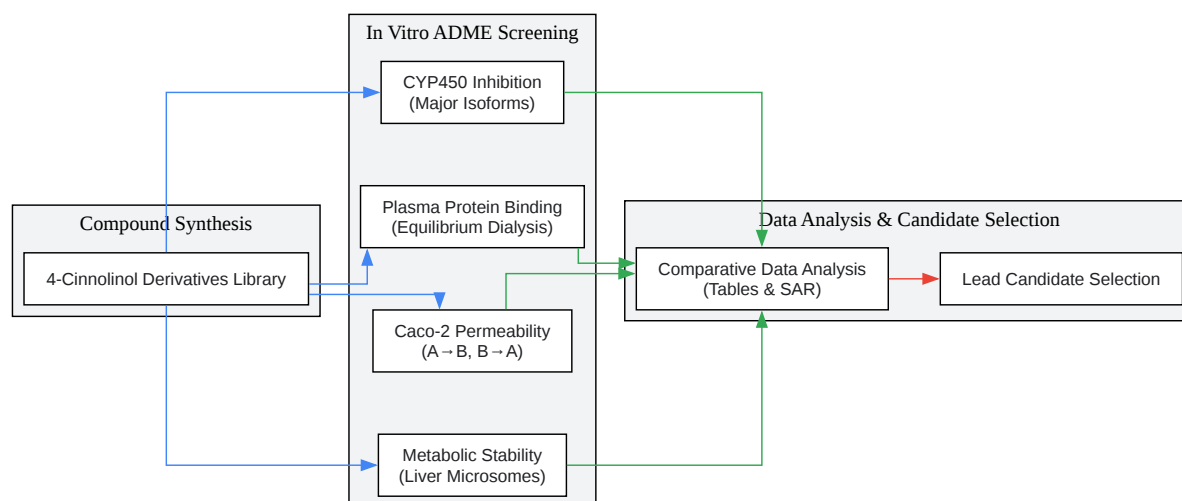 In Vitro ADME Screening
CYP450 Inhibition
(Major Isoforms)
Plasma Protein Binding
(Equilibrium Dialysis)
Compound Synthesis
Data Analysis & Candidate Selection
4-Cinnolinol Derivatives Library
Comparative Data Analysis
(Tables & SAR)
Lead Candidate Selection
Caco-2 Permeability
(A→B, B→A)
Metabolic Stability
(Liver Microsomes)